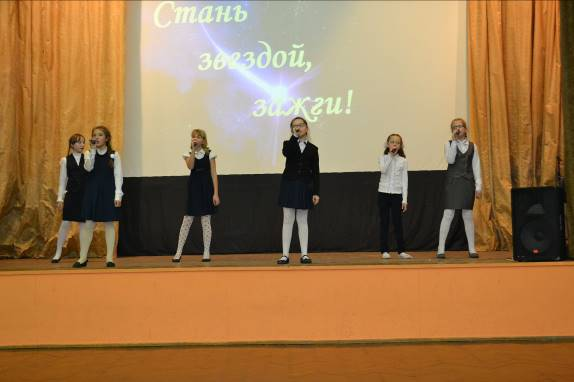 Стань
звездой,
зажги!